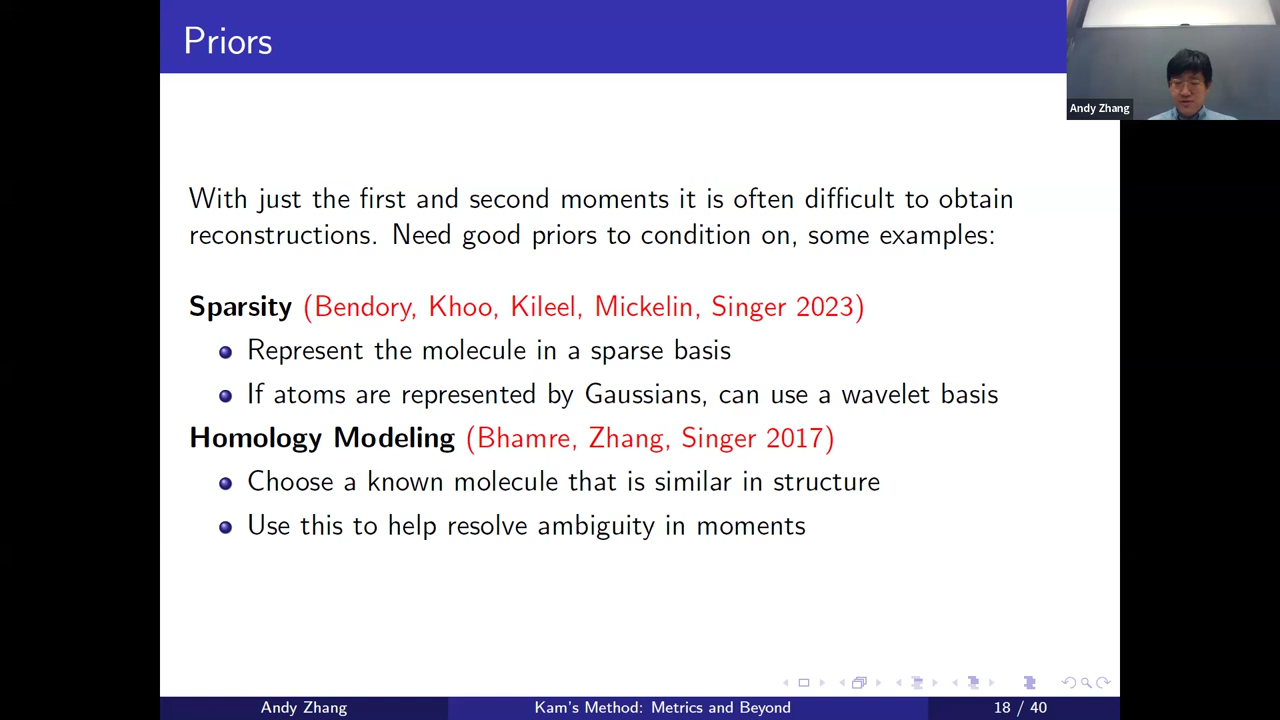 Priors
Andy Zhang
With just the first and second moments it is often difficult to obtain
reconstructions. Need good priors to condition on, some examples:
Sparsity (Bendory, Khoo, Kileel, Mickelin, Singer 2023)
Represent the molecule in a sparse basis
If atoms are represented by Gaussians, can use a wavelet basis
Homology Modeling (Bhamre, Zhang, Singer 2017)
Choose a known molecule that is similar in structure
Use this to help resolve ambiguity in moments
Andy Zhang
Kam's Method: Metrics and Beyond
18 / 40